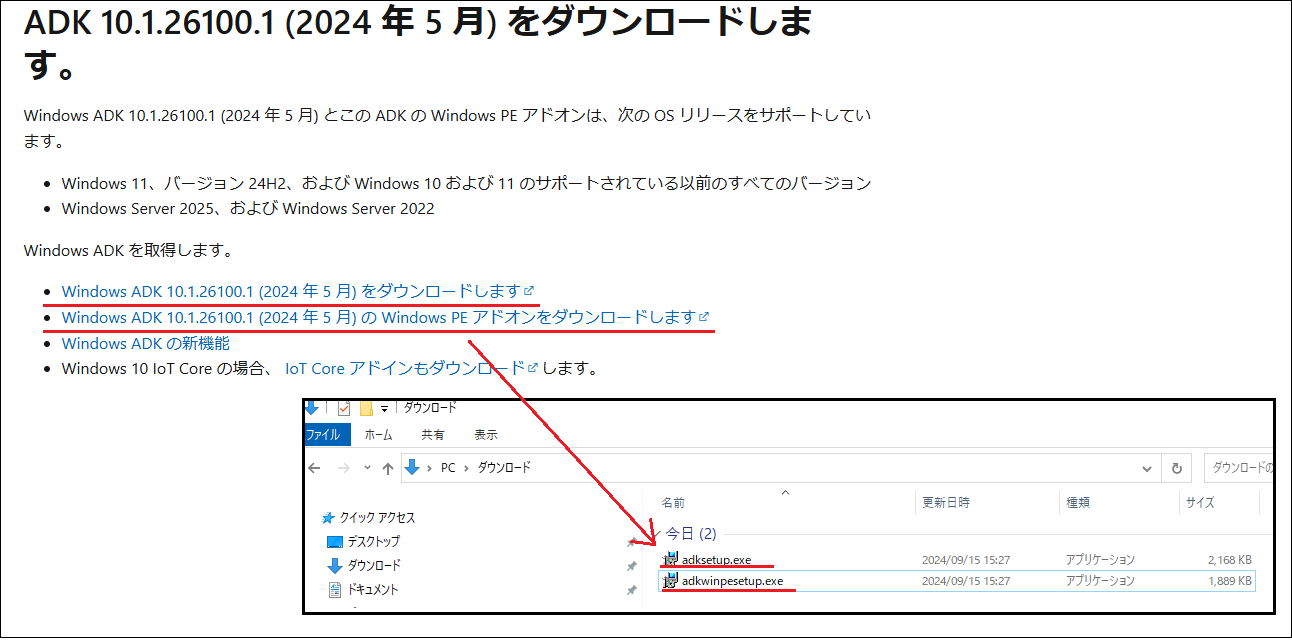 ADK 10.1.26100.1 (2024 年 5 月) をダウンロードしま
す。
Windows ADK 10.1.26100.1 (2024 年 5 月) とこの ADK の Windows PE アドオンは、次の OS リリースをサポートしてい
ます。
Windows 11、バージョン 24H2、および Windows 10 および 11 のサポートされている以前のすべてのバージョン
Windows Server 2025、および Windows Server 2022
Windows ADK を取得します。
Windows ADK 10.1.26100.1 (2024 年 5 月) をダウンロードします
Windows ADK 10.1.26100.1 (2024 年 5 月) の Windows PE アドオンをダウンロードします
Windows ADK の新機能
Windows 10 IoT Core の場合、 IoT Core アドインもダウンロード します。
ダウンロード
ファイル ホーム 共有 表示
PC ダウンロード ダウンロードの
名前 更新日時 種類 サイズ
クイック アクセス
今日 (2)
デスクトップ
adksetup.exe 2024/09/15 15:27 アプリケーション 2,168 KB
ダウンロード
adkwinpesetup.exe 2024/09/15 15:27 アプリケーション 1,889 KB
ドキュメント